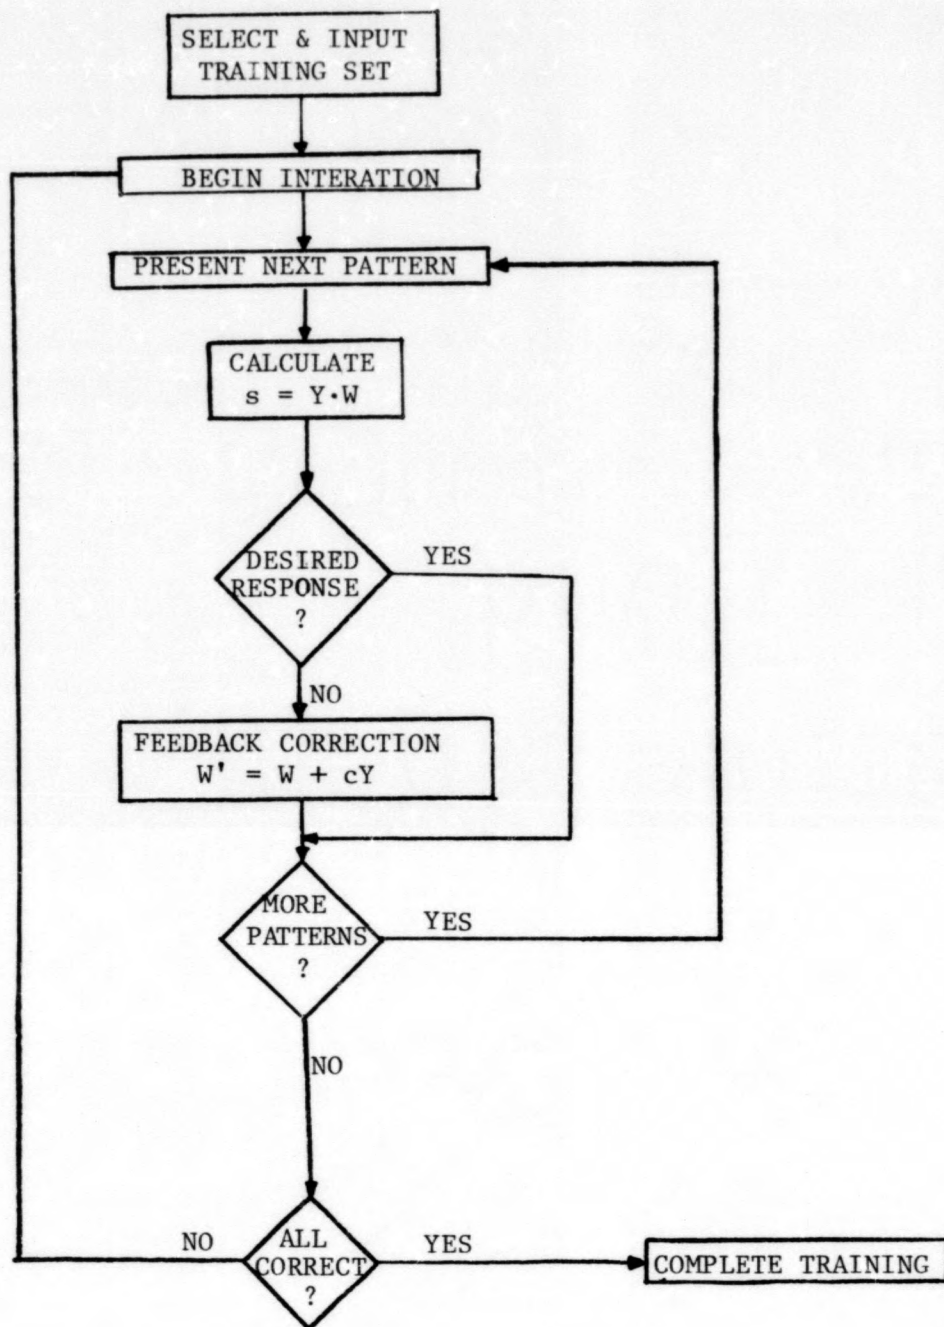 SELECT & INPUT
TRAINING SET
BEGIN INTERATION
PRESENT NEXT PATTERN
CALCULATE
s = Y·W
DESIRED
RESPONSE
?
YES
NO
FEEDBACK CORRECTION
W' = W + cY
MORE
PATTERNS
?
YES
NO
ALL
CORRECT
?
NO
YES
COMPLETE TRAINING